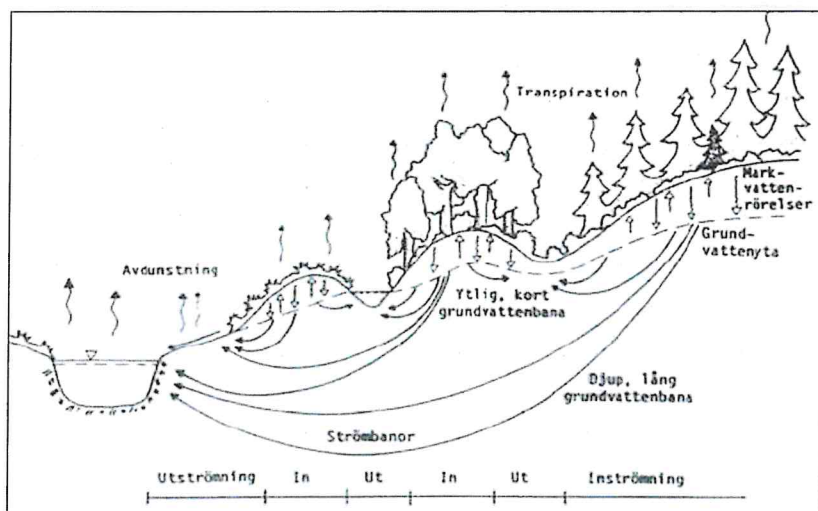 Transpiration
Mark-
vatten-
rörelser
Grund-
vattenyta
Avdunstning
Ytlig, kort
grundvattenbana
Djup, lång
grundvattenbana
Strömbanor
Utströmning In Ut In Ut Inströmning